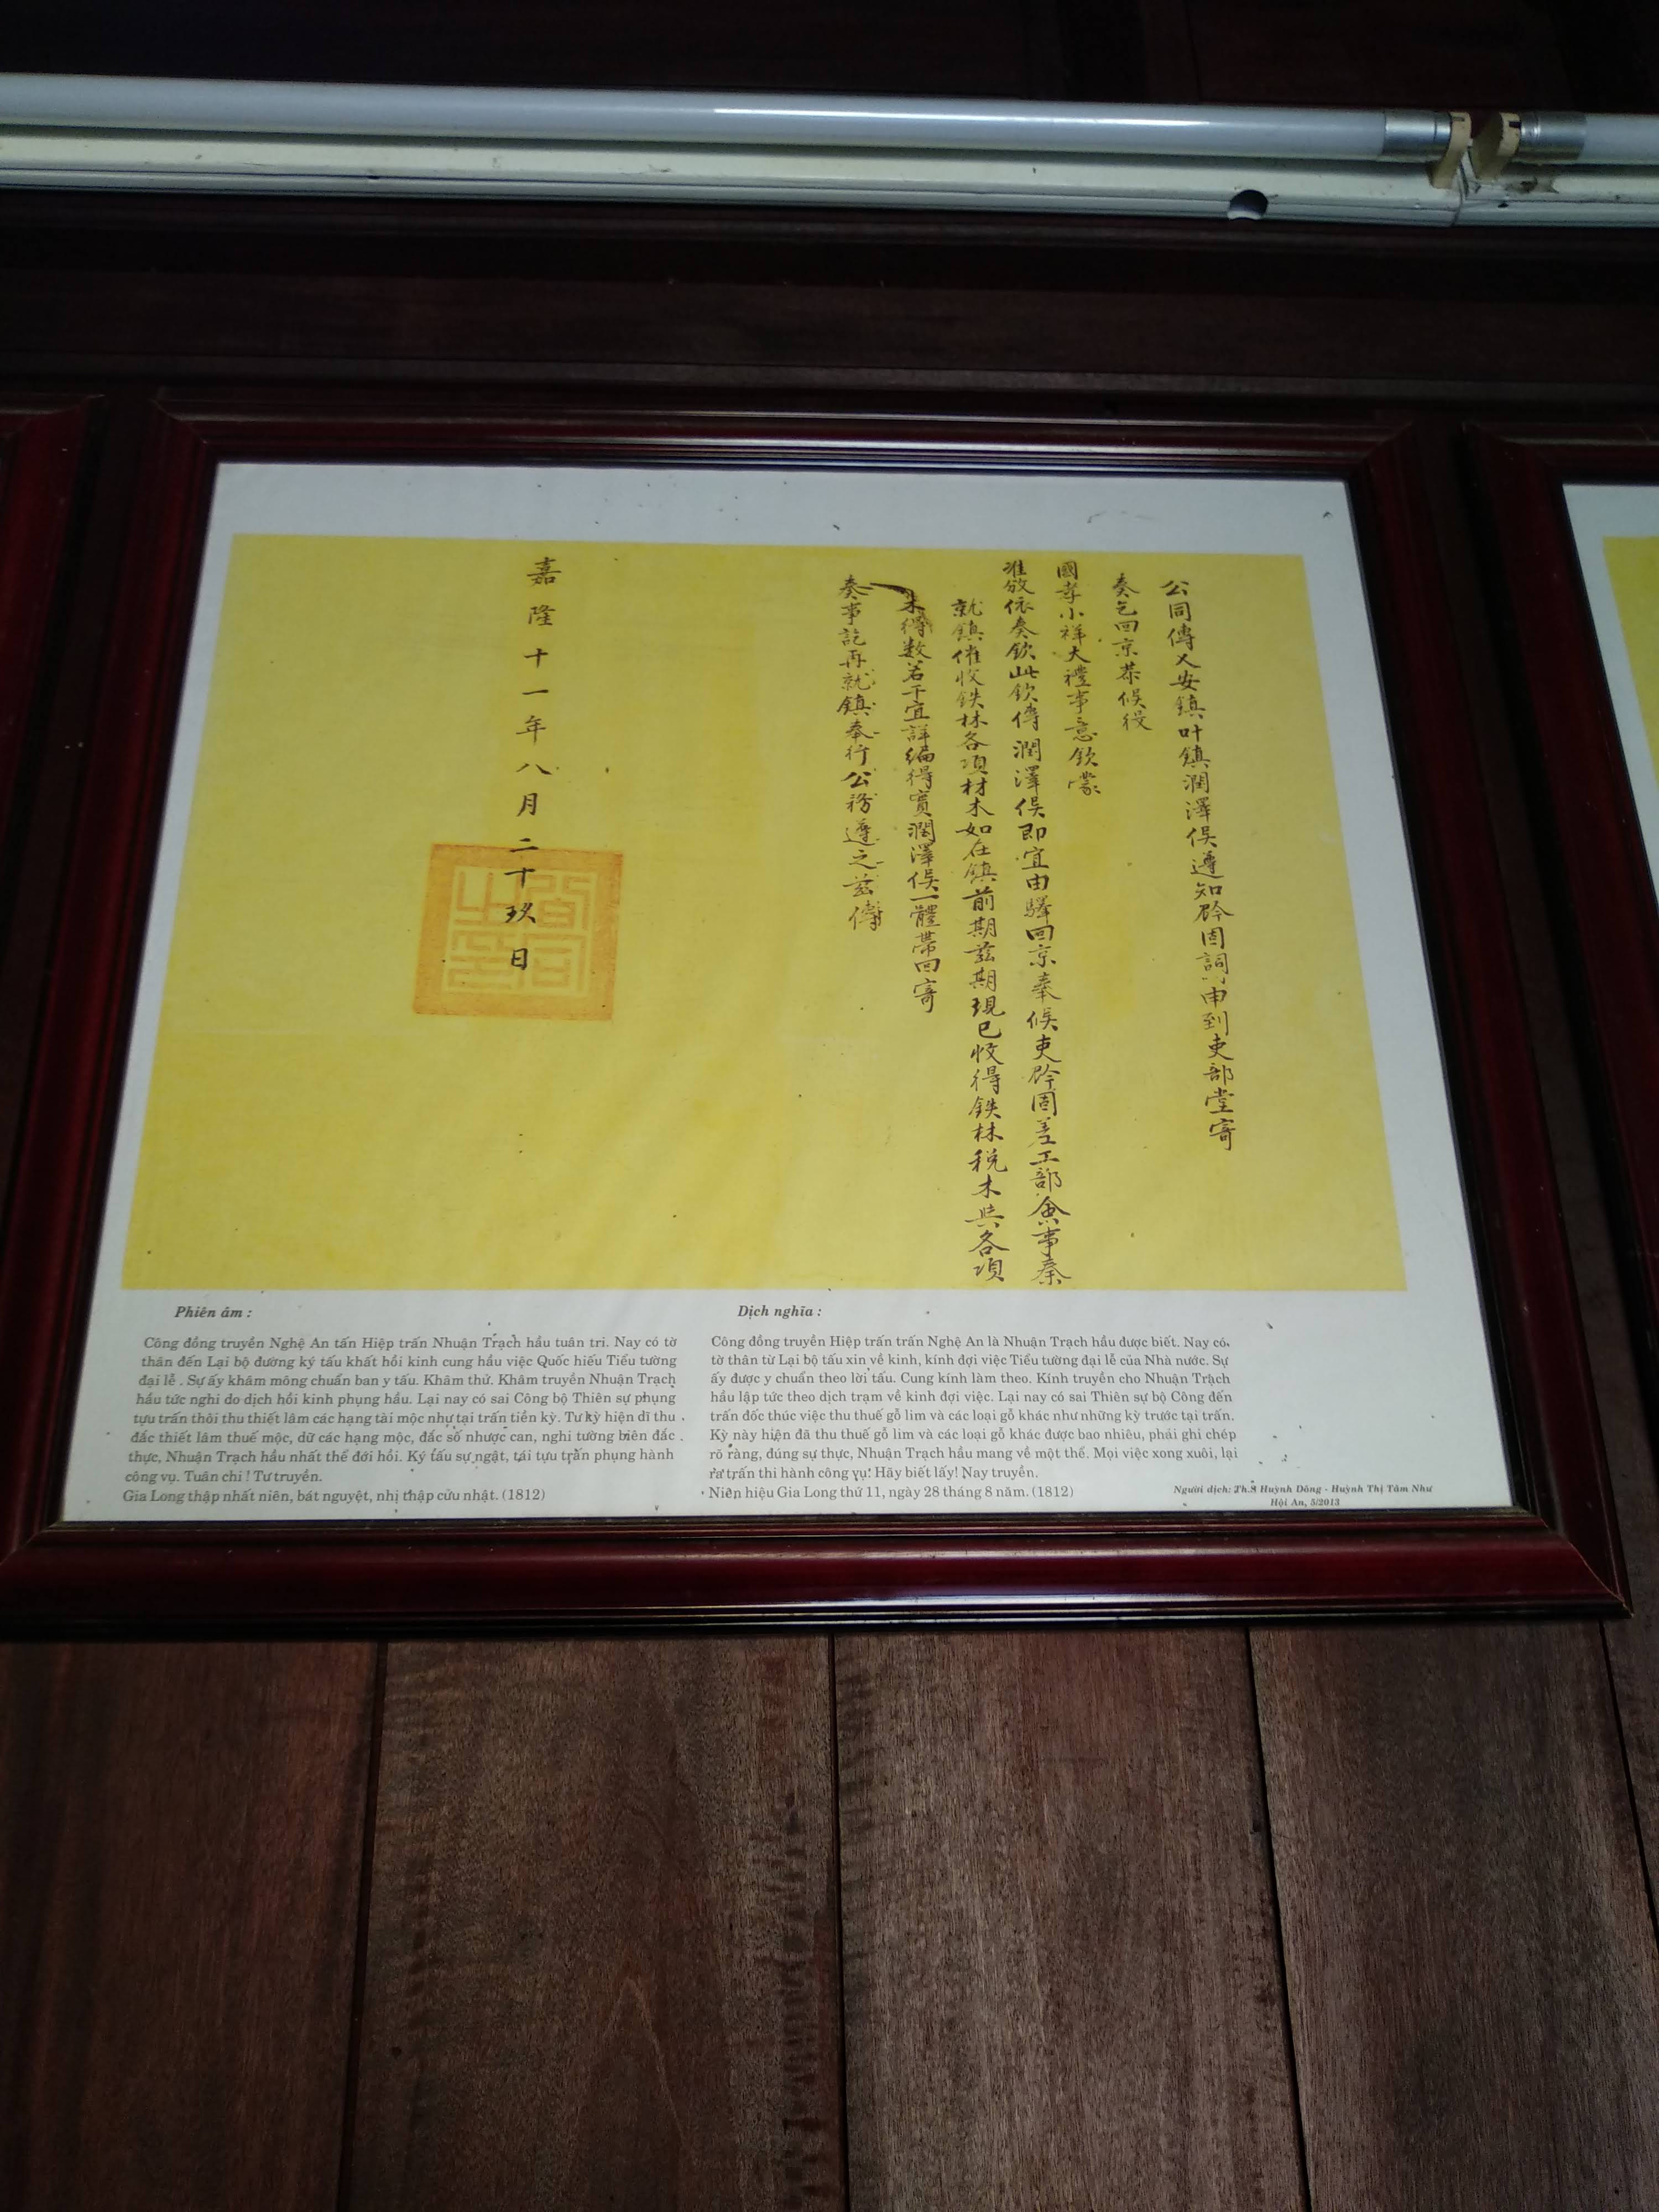 公同傳乂安鎮叶鎮潤澤侯遵知矜固詞申到吏部堂寄
奏乞回京恭候役
國孝小祥大禮事意欽蒙
准放依奏欽此欽傳潤澤侯即宜由驛回京奉候吏矜固差工部僉事奏
就鎮催收鉄林各項材木如在鎮前期茲期現已收得鉄林税木與各項
木得数若干宜詳編得實潤澤侯一體帶回寄
奏事訖再就鎮奉行公務遵之茲傳
嘉隆十一年八月二十玖日
Phiên âm :
Công đồng truyền Nghệ An tấn Hiệp trấn Nhuận Trạch hầu tuân tri. Nay có tờ
thân đến Lại bộ đường ký tấu khất hồi kinh cung hầu việc Quốc hiếu Tiểu tường
đại lễ . Sự ấy khâm mông chuẩn ban y tấu. Khâm thử. Khâm truyền Nhuận Trạch
hầu tức nghi do dịch hồi kinh phụng hầu. Lại nay có sai Công bộ Thiên sự phụng
tựu trấn thôi thu thiết lâm các hạng tài mộc như tại trấn tiền kỳ. Tư kỳ hiện dĩ thu
đắc thiết lâm thuế mộc, dữ các hạng mộc, đắc số nhược can, nghi tường biên đắc
thực, Nhuận Trạch hầu nhất thể đới hồi. Ký tấu sự ngật, tái tựu trấn phụng hành
công vụ. Tuân chi ! Tư truyền.
Gia Long thập nhất niên, bát nguyệt, nhị thập cửu nhật. (1812)
Dịch nghĩa :
Công đồng truyền Hiệp trấn trấn Nghệ An là Nhuận Trạch hầu được biết. Nay có
tờ thân từ Lại bộ tấu xin về kinh, kính đợi việc Tiểu tường đại lễ của Nhà nước. Sự
ấy được y chuẩn theo lời tấu. Cung kính làm theo. Kính truyền cho Nhuận Trạch
hầu lập tức theo dịch trạm về kinh đợi việc. Lại nay có sai Thiên sự bộ Công đến
trấn đốc thúc việc thu thuế gỗ lim và các loại gỗ khác như những kỳ trước tại trấn.
Kỳ này hiện đã thu thuế gỗ lim và các loại gỗ khác được bao nhiêu, phải ghi chép
rõ ràng, đúng sự thực, Nhuận Trạch hầu mang về một thể. Mọi việc xong xuôi, lại
ra trấn thi hành công vụ! Hãy biết lấy! Nay truyền.
Niên hiệu Gia Long thứ 11, ngày 28 tháng 8 năm. (1812)
Người dịch: Th.S Huỳnh Dõng - Huỳnh Thị Tâm Như
Hội An, 5/2013